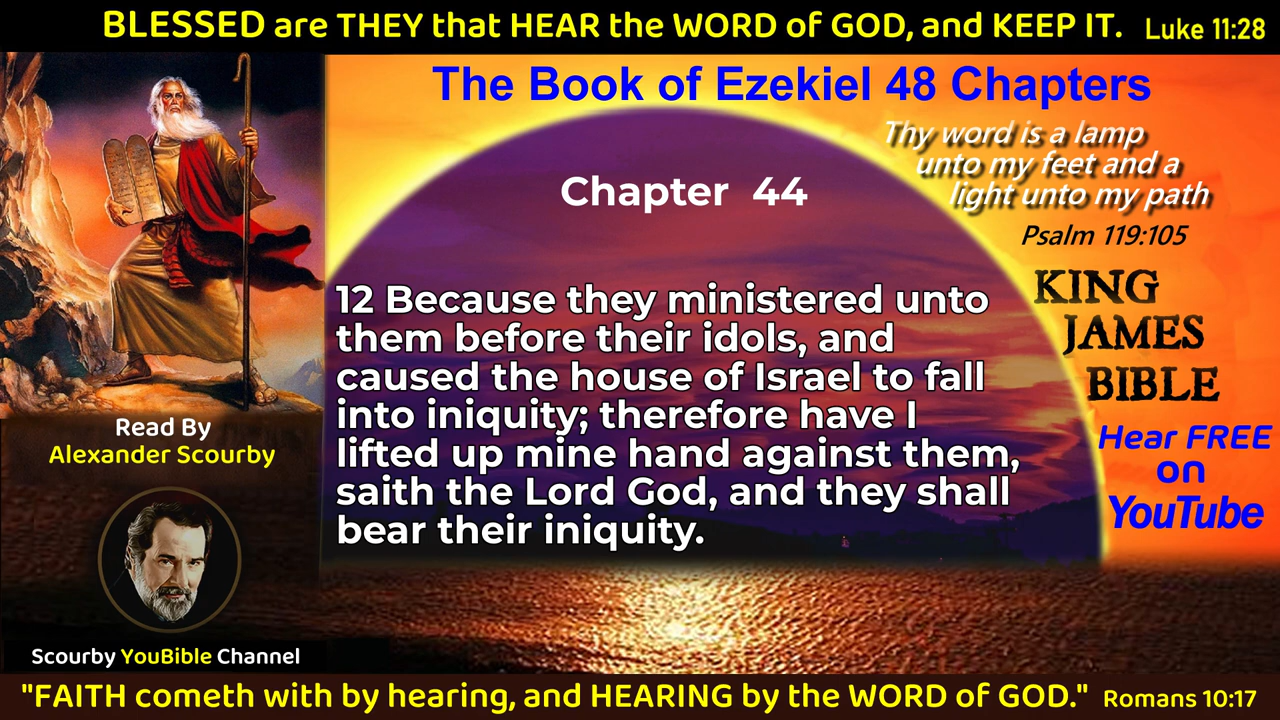 BLESSED are THEY that HEAR the WORD of GOD, and KEEP IT. Luke 11:28
The Book of Ezekiel 48 Chapters
Thy word is a lamp
unto my feet and a
light unto my path
Psalm 119:105
Chapter 44
KING
JAMES
BIBLE
12 Because they ministered unto
them before their idols, and
caused the house of Israel to fall
into iniquity; therefore have I
lifted up mine hand against them,
saith the Lord God, and they shall
bear their iniquity.
Hear FREE
on
YouTube
Read By
Alexander Scourby
Scourby YouBible Channel
"FAITH cometh with by hearing, and HEARING by the WORD of GOD." Romans 10:17